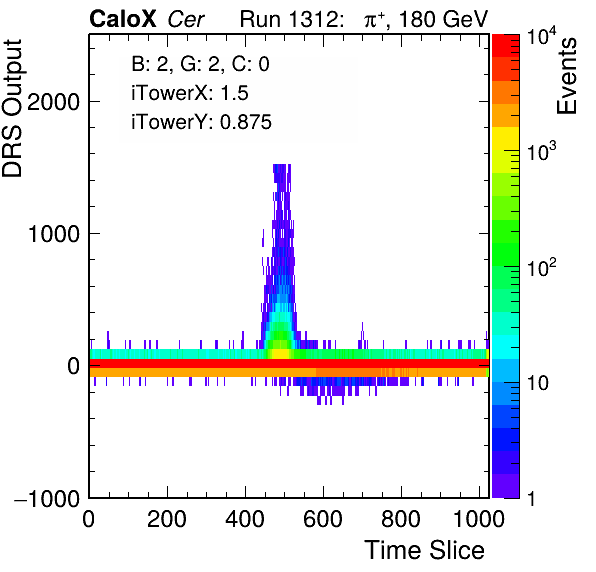 CaloX Cer Run 1312: π⁺, 180 GeV
B: 2, G: 2, C: 0
iTowerX: 1.5
iTowerY: 0.875
DRS Output
2000
1000
0
−1000
0 200 400 600 800 1000
Time Slice
Events
10⁴
10³
10²
10
1